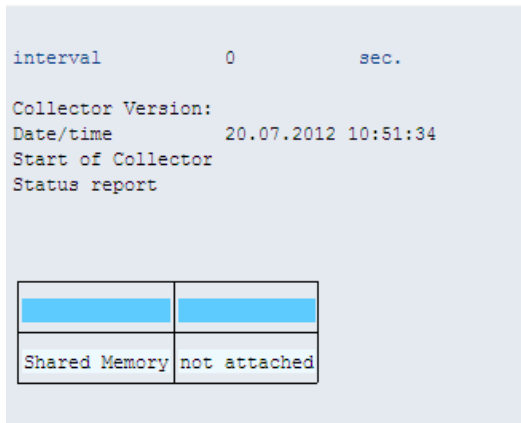 interval 0 sec.
Collector Version:
Date/time 20.07.2012 10:51:34
Start of Collector
Status report
Shared Memory not attached